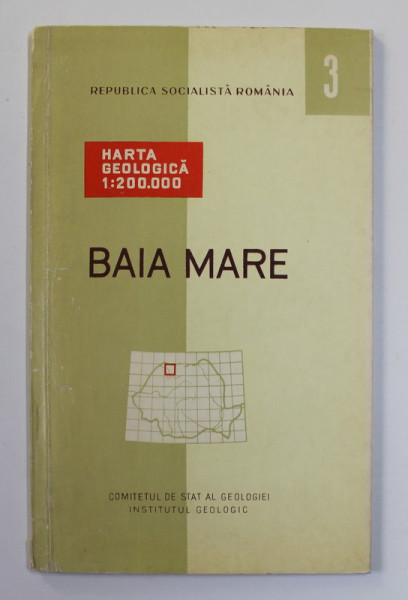 3
REPUBLICA SOCIALISTĂ ROMÂNIA
HARTA
GEOLOGICĂ
1:200.000
BAIA MARE
COMITETUL DE STAT AL GEOLOGIEI
INSTITUTUL GEOLOGIC